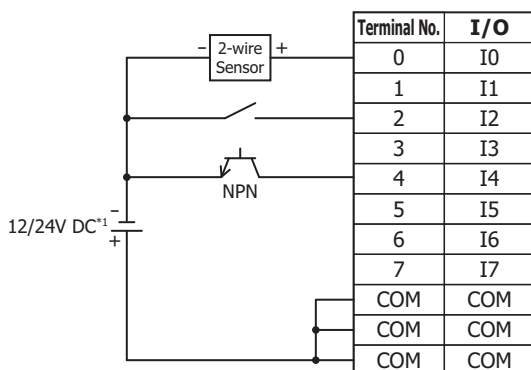 - 2-wire Sensor +
NPN
-
12/24V DC*1
+
Terminal No. I/O
0 I0
1 I1
2 I2
3 I3
4 I4
5 I5
6 I6
7 I7
COM COM
COM COM
COM COM